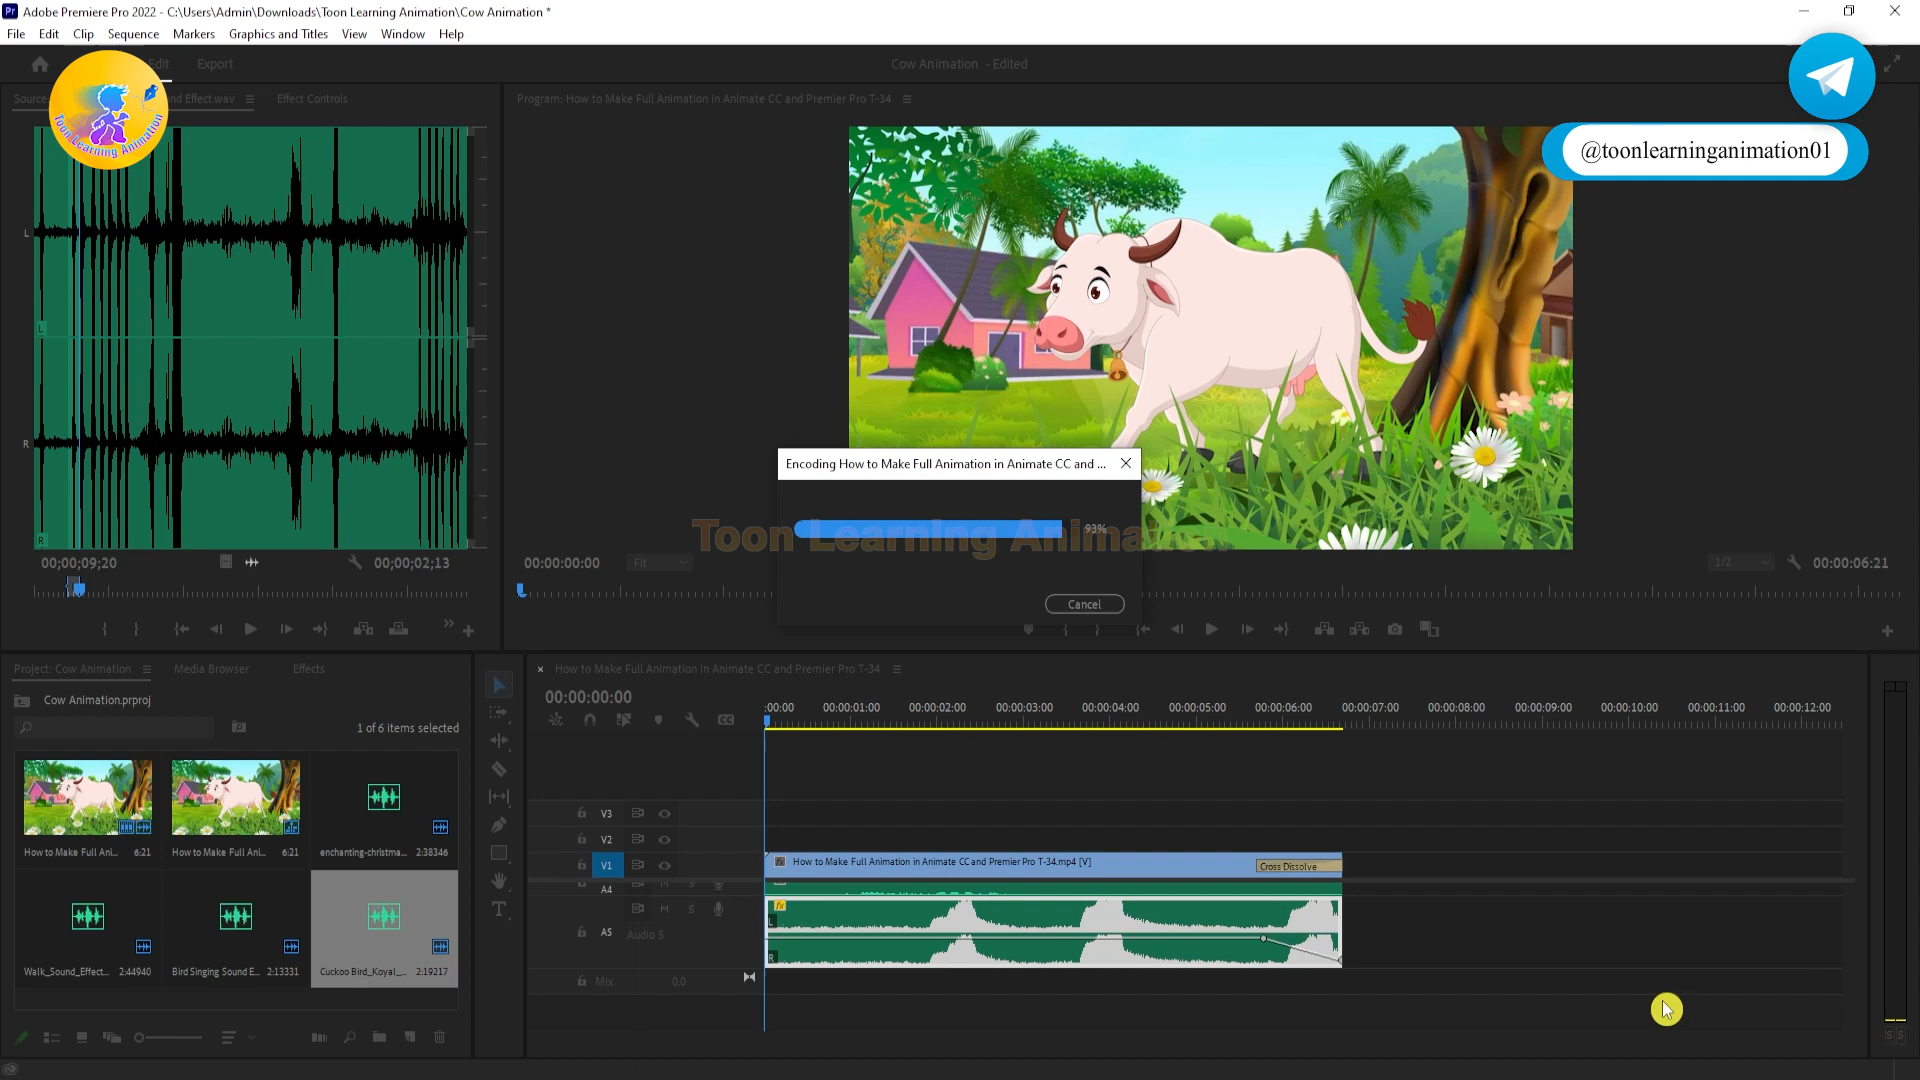 Adobe Premiere Pro 2022 - C:\Users\Admin\Downloads\Toon Learning Animation\Cow Animation *
File Edit Clip Sequence Markers Graphics and Titles View Window Help
Edit Export
Cow Animation - Edited
@toonlearninganimation01
Toon Learning Animation
Source nd Effect.wav Effect Controls
Program: How to Make Full Animation in Animate CC and Premier Pro T-34
L
L
R
R
00;00;09;20
00;00;02;13
00:00:00:00
Fit
1/2
00:00:06:21
Encoding How to Make Full Animation in Animate CC and ...
93%
Cancel
Toon Learning Animation
Project: Cow Animation Media Browser Effects
Cow Animation.prproj
1 of 6 items selected
How to Make Full Ani... 6:21
How to Make Full Ani... 6:21
enchanting-christma... 2:38346
Walk_Sound_Effect... 2:44940
Bird Singing Sound E... 2:13331
Cuckoo Bird_Koyal_... 2:19217
How to Make Full Animation in Animate CC and Premier Pro T-34
00:00:00:00
:00:00 00:00:01:00 00:00:02:00 00:00:03:00 00:00:04:00 00:00:05:00 00:00:06:00 00:00:07:00 00:00:08:00 00:00:09:00 00:00:10:00 00:00:11:00 00:00:12:00
V3
V2
V1
How to Make Full Animation in Animate CC and Premier Pro T-34.mp4 [V]
Cross Dissolve
A4 M S
M S
A5 Audio 5
L
R
Mix 0.0
S S